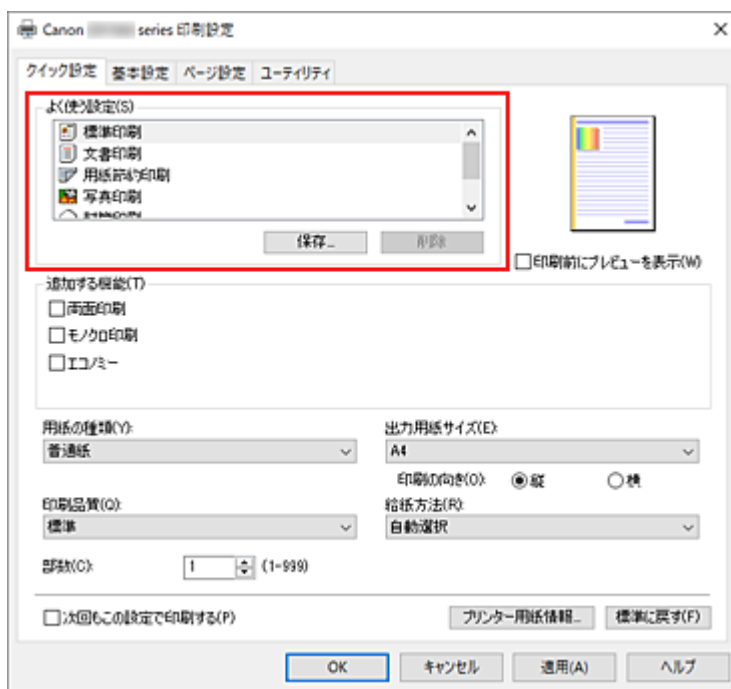 Canon series 印刷設定
クイック設定 基本設定 ページ設定 ユーティリティ
よく使う設定(S)
標準印刷
文書印刷
用紙節約印刷
写真印刷
保存... 削除
印刷前にプレビューを表示(W)
追加する機能(T)
両面印刷
モノクロ印刷
エコノミー
用紙の種類(Y): 出力用紙サイズ(E):
普通紙 A4
印刷の向き(O): 縦 横
印刷品質(Q): 給紙方法(R):
標準 自動選択
部数(C): 1 (1-999)
次回もこの設定で印刷する(P) プリンター用紙情報... 標準に戻す(F)
OK キャンセル 適用(A) ヘルプ